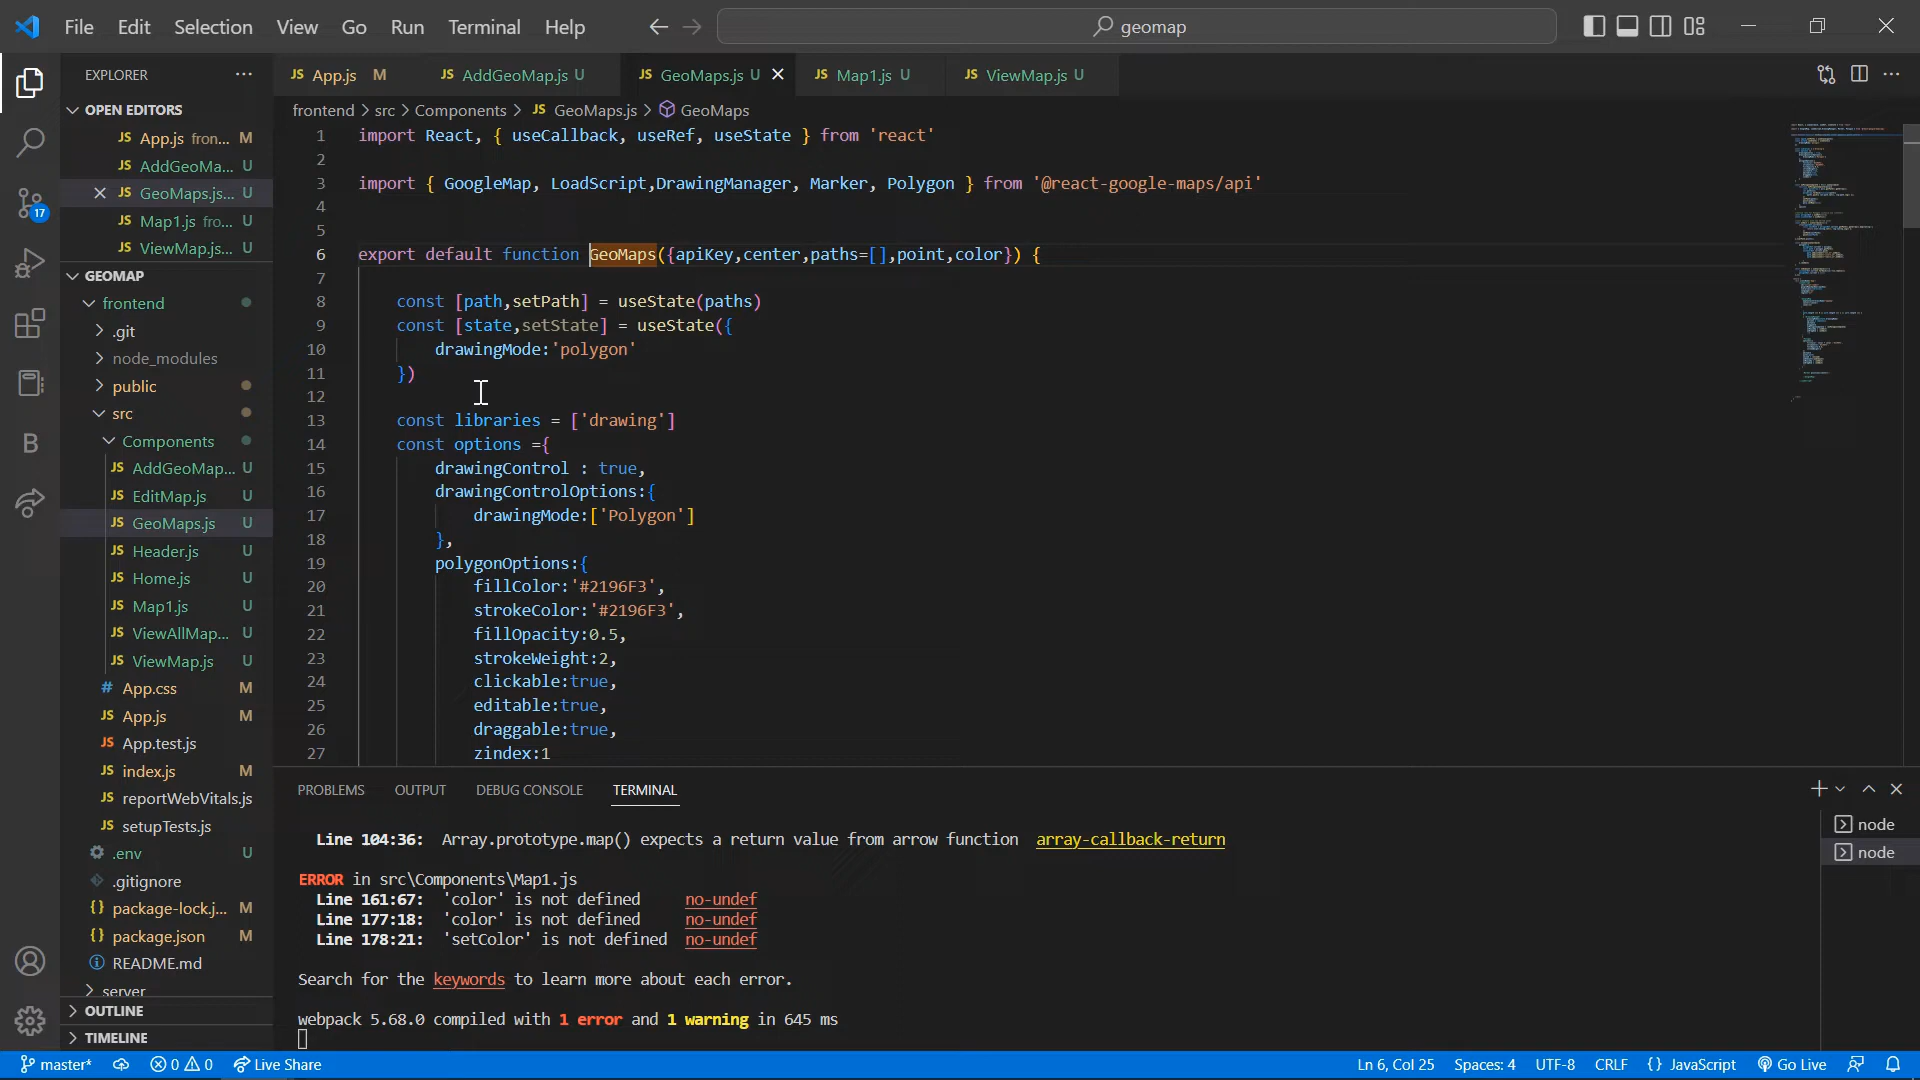 File Edit Selection View Go Run Terminal Help
geomap
EXPLORER
OPEN EDITORS
JS App.js fron... M
JS AddGeoMa... U
JS GeoMaps.js... U
JS Map1.js fro... U
JS ViewMap.js... U
GEOMAP
frontend
.git
node_modules
public
src
Components
JS AddGeoMap... U
JS EditMap.js U
JS GeoMaps.js U
JS Header.js U
JS Home.js U
JS Map1.js U
JS ViewAllMap... U
JS ViewMap.js U
# App.css M
JS App.js M
JS App.test.js
JS index.js M
JS reportWebVitals.js
JS setupTests.js
.env U
.gitignore
{} package-lock.j... M
{} package.json M
README.md
server
OUTLINE
TIMELINE
17
B
JS App.js M
JS AddGeoMap.js U
JS GeoMaps.js U
JS Map1.js U
JS ViewMap.js U
frontend > src > Components > JS GeoMaps.js > GeoMaps
1 import React, { useCallback, useRef, useState } from 'react'
2
3 import { GoogleMap, LoadScript,DrawingManager, Marker, Polygon } from '@react-google-maps/api'
4
5
6 export default function GeoMaps({apiKey,center,paths=[],point,color}) {
7
8 const [path,setPath] = useState(paths)
9 const [state,setState] = useState({
10 drawingMode:'polygon'
11 })
12
13 const libraries = ['drawing']
14 const options ={
15 drawingControl : true,
16 drawingControlOptions:{
17 drawingMode:['Polygon']
18 },
19 polygonOptions:{
20 fillColor:'#2196F3',
21 strokeColor:'#2196F3',
22 fillOpacity:0.5,
23 strokeWeight:2,
24 clickable:true,
25 editable:true,
26 draggable:true,
27 zindex:1
PROBLEMS OUTPUT DEBUG CONSOLE TERMINAL
Line 104:36: Array.prototype.map() expects a return value from arrow function array-callback-return
ERROR in src\Components\Map1.js
Line 161:67: 'color' is not defined no-undef
Line 177:18: 'color' is not defined no-undef
Line 178:21: 'setColor' is not defined no-undef
Search for the keywords to learn more about each error.
webpack 5.68.0 compiled with 1 error and 1 warning in 645 ms
node
node
master* 0 0 Live Share
Ln 6, Col 25 Spaces: 4 UTF-8 CRLF {} JavaScript Go Live